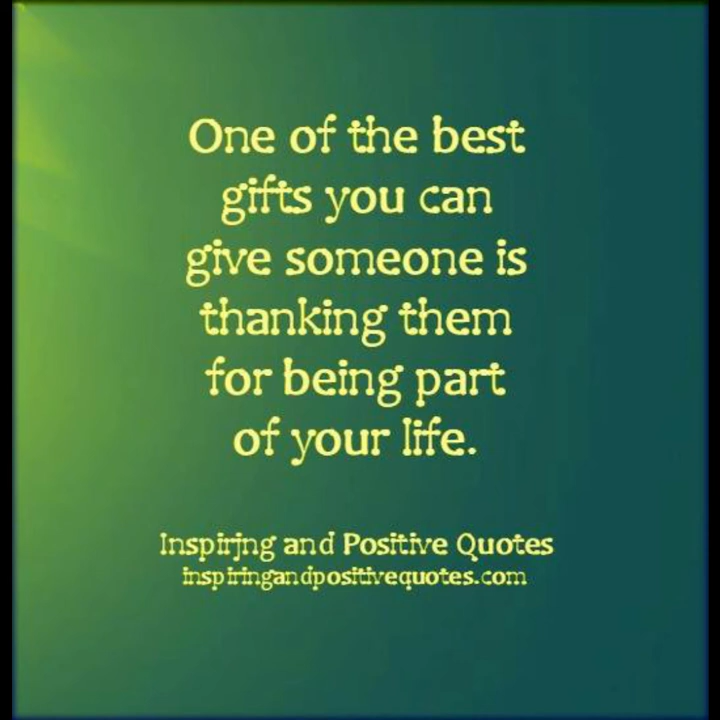 One of the best
gifts you can
give someone is
thanking them
for being part
of your life.
Inspirjng and Positive Quotes
inspiringandpositivequotes.com